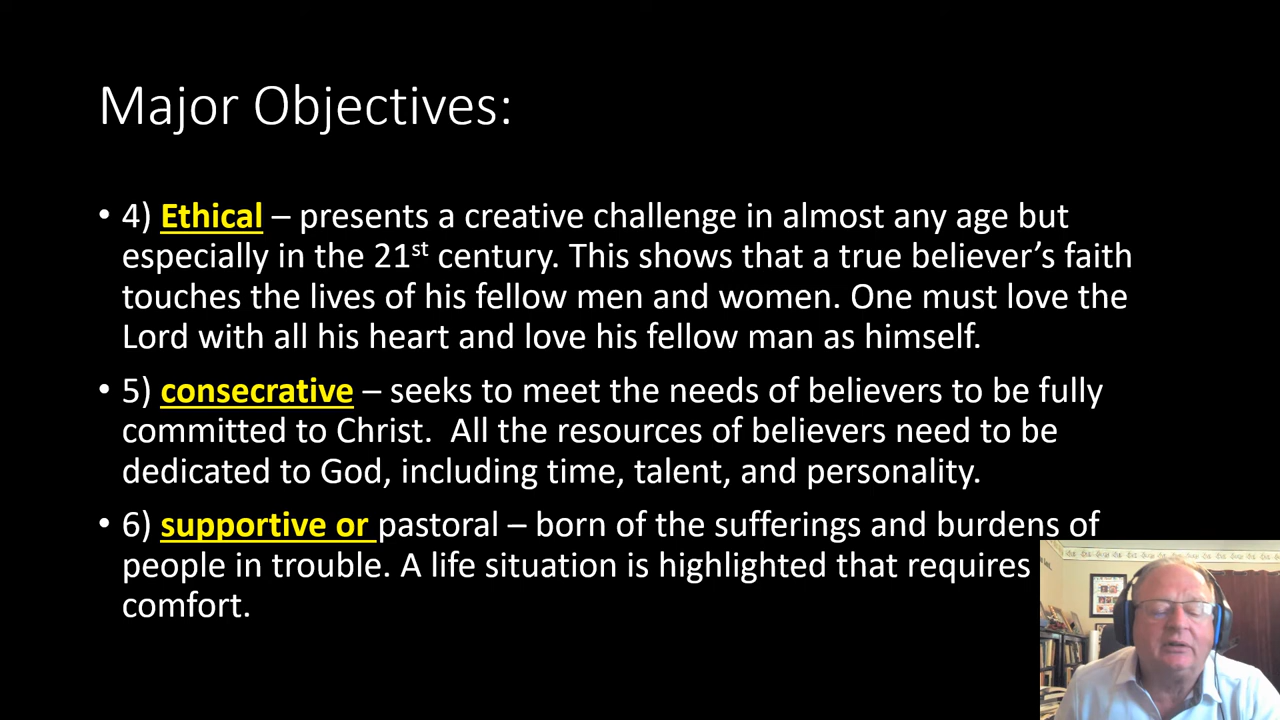 Major Objectives:
• 4) Ethical – presents a creative challenge in almost any age but
especially in the 21st century. This shows that a true believer’s faith
touches the lives of his fellow men and women. One must love the
Lord with all his heart and love his fellow man as himself.
• 5) consecrative – seeks to meet the needs of believers to be fully
committed to Christ.  All the resources of believers need to be
dedicated to God, including time, talent, and personality.
• 6) supportive or pastoral – born of the sufferings and burdens of
people in trouble. A life situation is highlighted that requires
comfort.